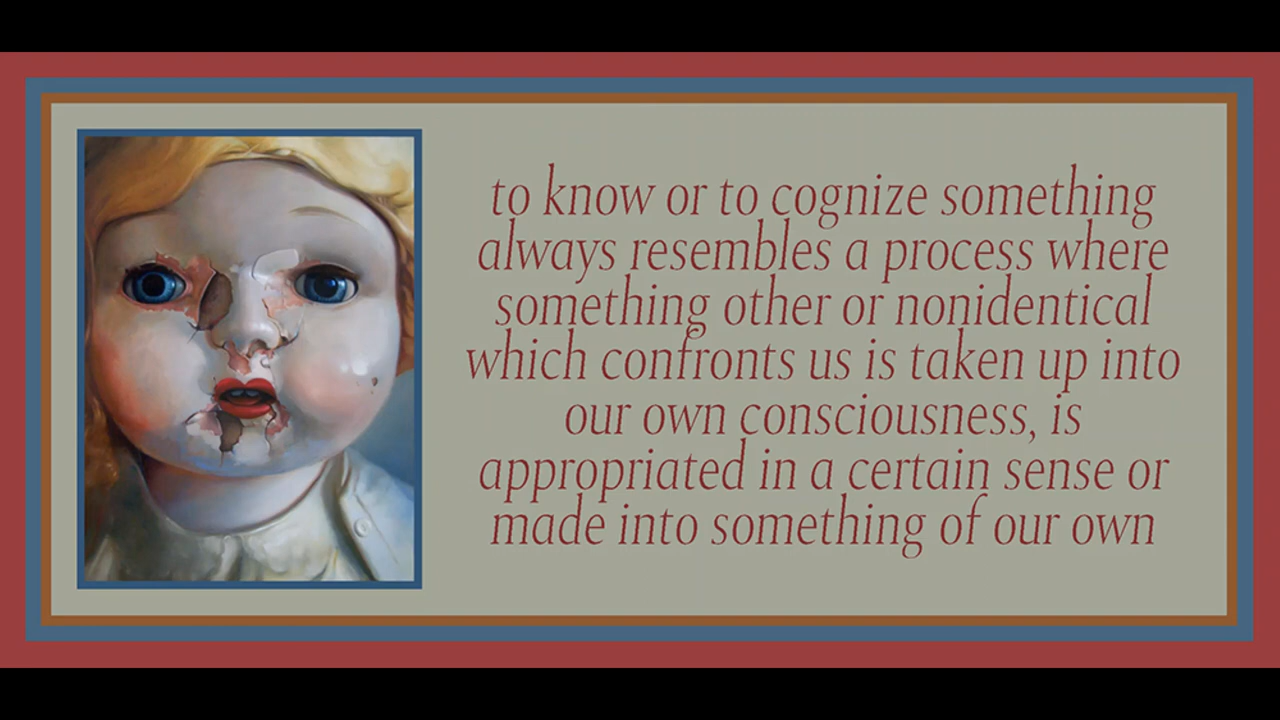 to know or to cognize something
always resembles a process where
something other or nonidentical
which confronts us is taken up into
our own consciousness, is
appropriated in a certain sense or
made into something of our own